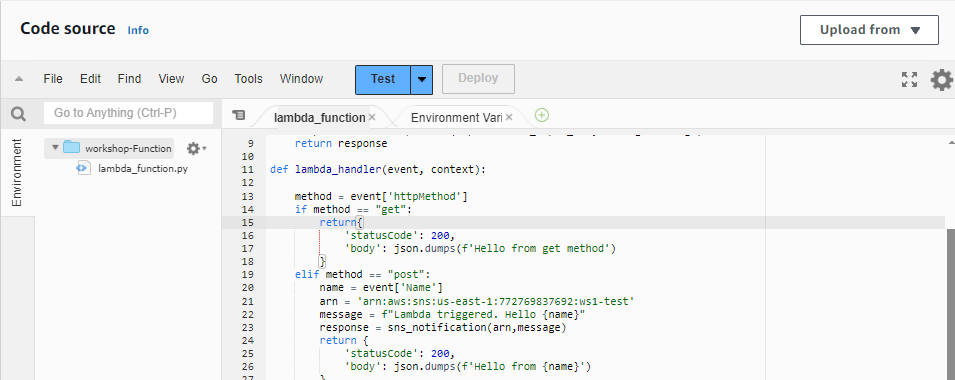 Code source Info
Upload from
File Edit Find View Go Tools Window Test Deploy
Go to Anything (Ctrl-P)
lambda_function × Environment Vari ×
Environment
workshop-Function
lambda_function.py
9 return response
10
11 def lambda_handler(event, context):
12
13 method = event['httpMethod']
14 if method == "get":
15 return{
16 'statusCode': 200,
17 'body': json.dumps(f'Hello from get method')
18 }
19 elif method == "post":
20 name = event['Name']
21 arn = 'arn:aws:sns:us-east-1:772769837692:ws1-test'
22 message = f"Lambda triggered. Hello {name}"
23 response = sns_notification(arn,message)
24 return {
25 'statusCode': 200,
26 'body': json.dumps(f'Hello from {name}')
27 }